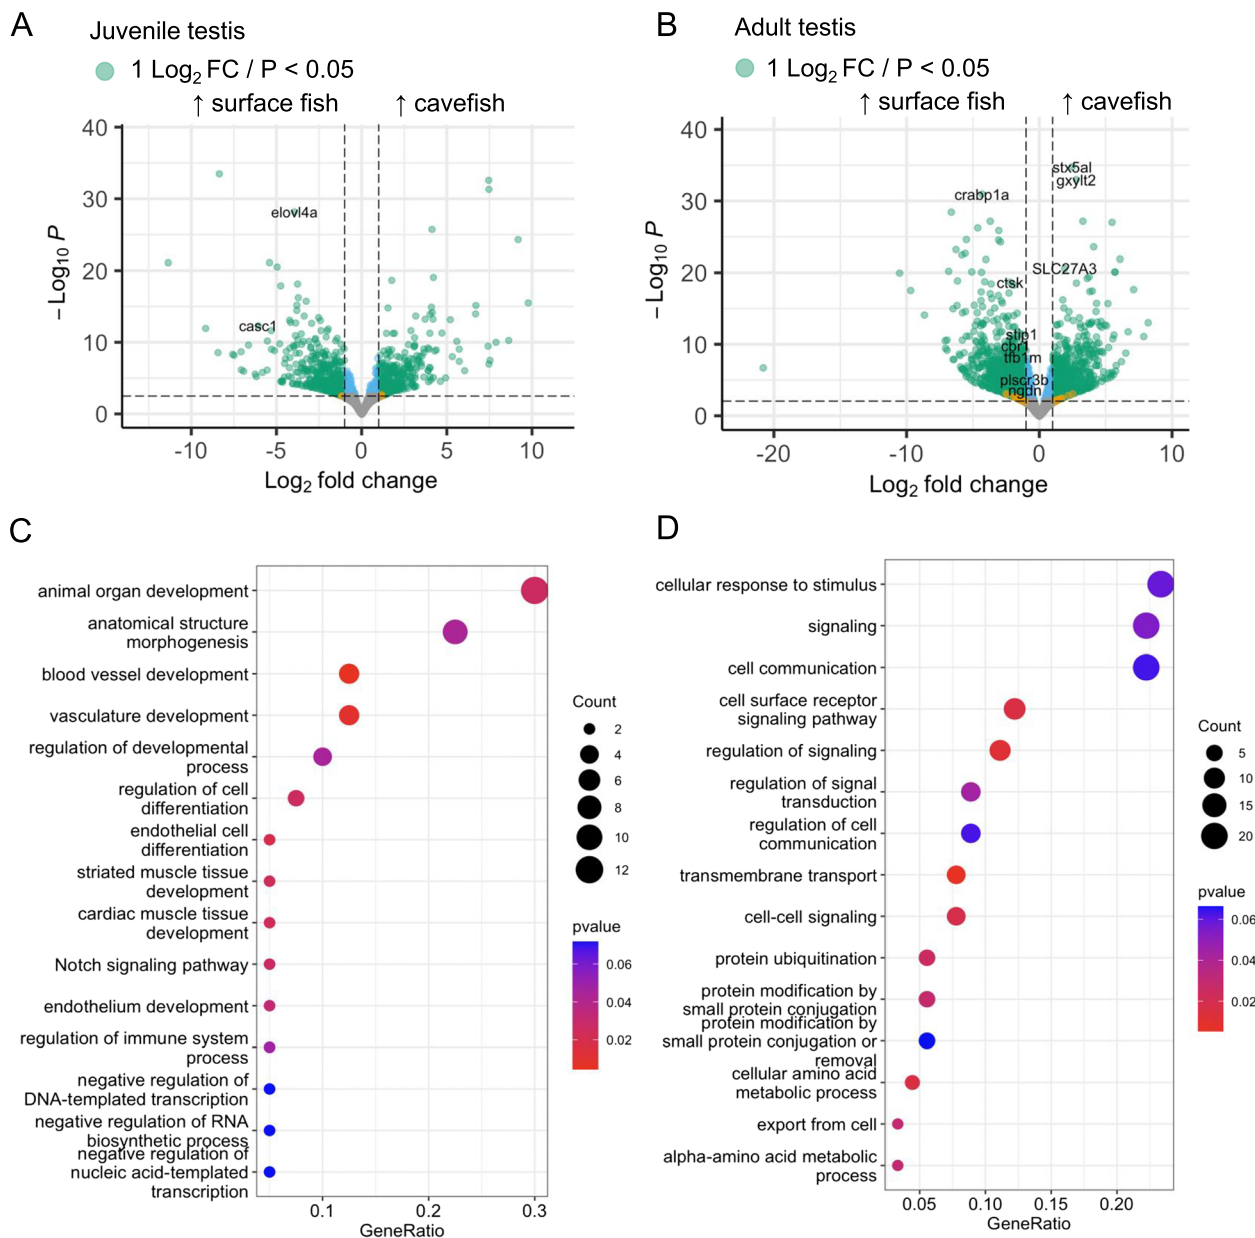 A
Juvenile testis
1 Log2 FC / P < 0.05
↑ surface fish
↑ cavefish
40
30
20
10
0
−Log10 P
elovl4a
casc1
-10
-5
0
5
10
Log2 fold change
B
Adult testis
1 Log2 FC / P < 0.05
↑ surface fish
↑ cavefish
40
30
20
10
0
−Log10 P
stx5al
gxylt2
crabp1a
SLC27A3
ctsk
stip1
cbr1
tfb1m
plscr3b
ngdn
-20
-10
0
10
Log2 fold change
C
animal organ development
anatomical structure
morphogenesis
blood vessel development
vasculature development
regulation of developmental
process
regulation of cell
differentiation
endothelial cell
differentiation
striated muscle tissue
development
cardiac muscle tissue
development
Notch signaling pathway
endothelium development
regulation of immune system
process
negative regulation of
DNA-templated transcription
negative regulation of RNA
biosynthetic process
negative regulation of
nucleic acid-templated
transcription
0.1
0.2
0.3
GeneRatio
Count
2
4
6
8
10
12
pvalue
0.06
0.04
0.02
D
cellular response to stimulus
signaling
cell communication
cell surface receptor
signaling pathway
regulation of signaling
regulation of signal
transduction
regulation of cell
communication
transmembrane transport
cell-cell signaling
protein ubiquitination
protein modification by
small protein conjugation
protein modification by
small protein conjugation or
removal
cellular amino acid
metabolic process
export from cell
alpha-amino acid metabolic
process
0.05
0.10
0.15
0.20
GeneRatio
Count
5
10
15
20
pvalue
0.06
0.04
0.02